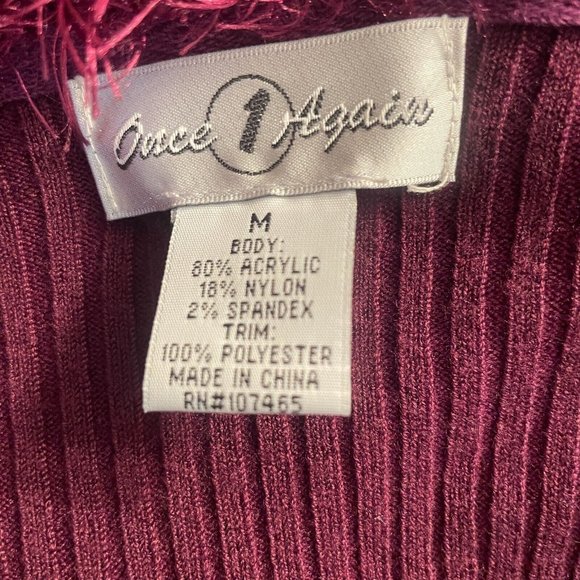 Once 1 Again
M
BODY:
80% ACRYLIC
18% NYLON
2% SPANDEX
TRIM:
100% POLYESTER
MADE IN CHINA
RN#107465